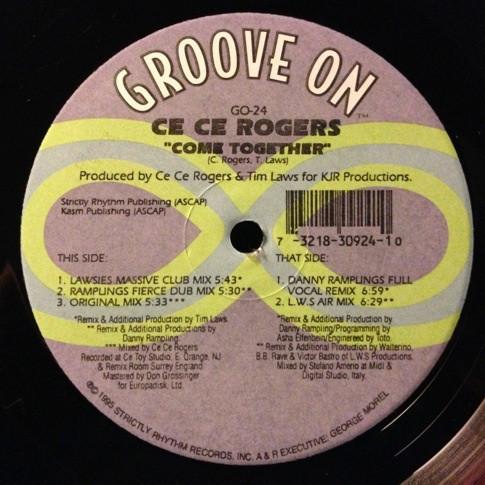 GROOVE ON™
GO-24
CE CE ROGERS
"COME TOGETHER"
(C. Rogers, T. Laws)
Produced by Ce Ce Rogers & Tim Laws for KJR Productions.
Strictly Rhythm Publishing (ASCAP)
Kasm Publishing (ASCAP)
7 -3218-30924-1 0
THIS SIDE:
1. LAWSIES MASSIVE CLUB MIX 5:43*
2. RAMPLINGS FIERCE DUB MIX 5:30**
3. ORIGINAL MIX 5:33***
*Remix & Additional Production by Tim Laws.
** Remix & Additional Productions by
Danny Rampling.
*** Mixed by Ce Ce Rogers
Recorded at Ce Toy Studio, E. Orange, NJ
& Remix Room Surrey England.
Mastered by Don Grossinger
for Europadisk, Ltd.
THAT SIDE:
1. DANNY RAMPLINGS FULL
VOCAL REMIX 6:59*
2. L.W.S AIR MIX 6:29**
*Remix & Additional Production by
Danny Rampling/Programming by
Asha Elfenbein/Engineered by Toto.
** Remix & Additional Production by Walterino,
B.B. Rave & Victor Bastro of L.W.S Productions.
Mixed by Stefano Amerio at Midi &
Digital Studio, Italy.
℗© 1995 STRICTLY RHYTHM RECORDS, INC. A & R EXECUTIVE: GEORGE MOREL